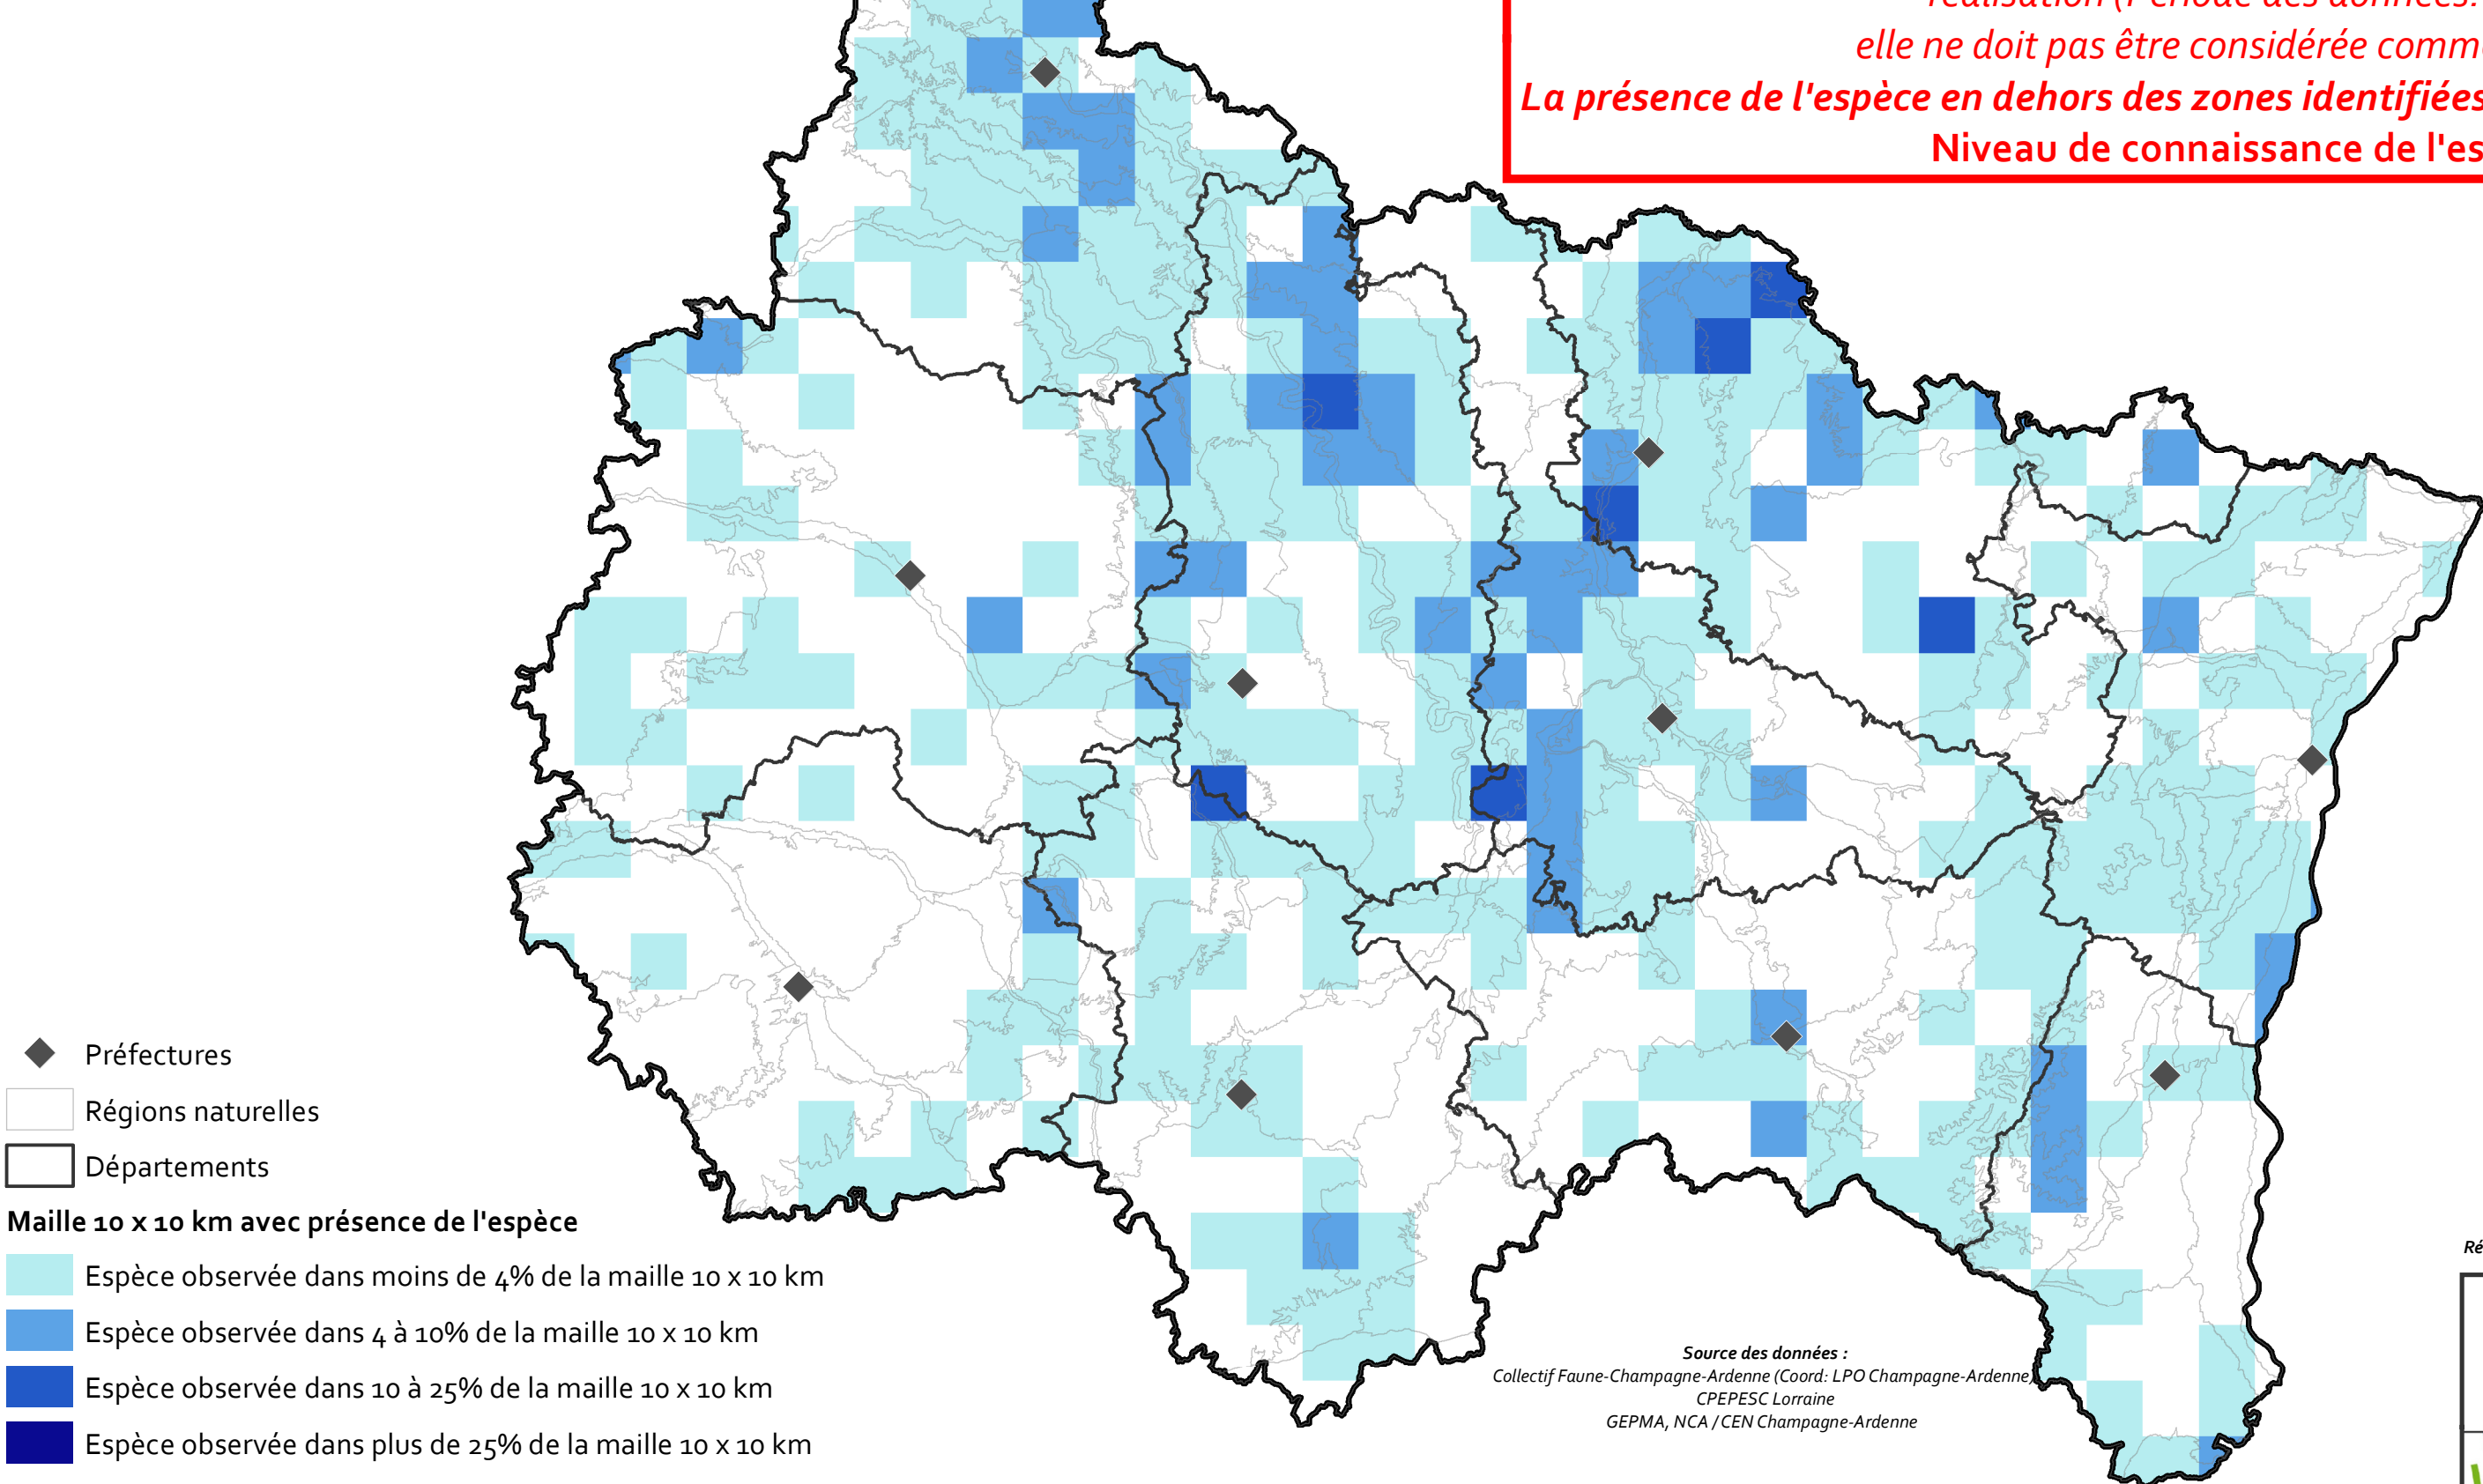 elle ne doit pas être considérée comme
La présence de l'espèce en dehors des zones identifiées
Niveau de connaissance de l'es
Préfectures
Régions naturelles
Départements
Maille 10 x 10 km avec présence de l'espèce
Espèce observée dans moins de 4% de la maille 10 x 10 km
Espèce observée dans 4 à 10% de la maille 10 x 10 km
Espèce observée dans 10 à 25% de la maille 10 x 10 km
Espèce observée dans plus de 25% de la maille 10 x 10 km
Source des données :
Collectif Faune-Champagne-Ardenne (Coord: LPO Champagne-Ardenne)
CPEPESC Lorraine
GEPMA, NCA / CEN Champagne-Ardenne
Ré